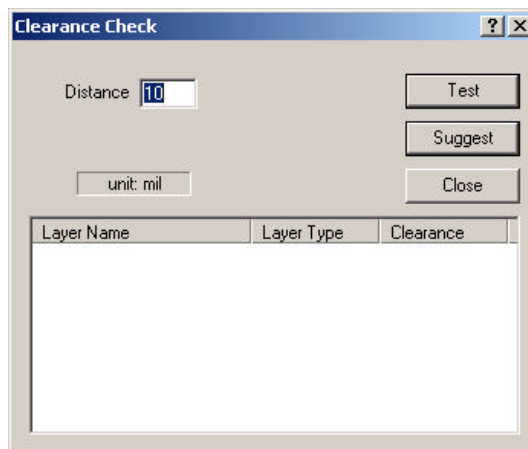 Clearance Check
Distance 10
Test
Suggest
unit: mil
Close
Layer Name Layer Type Clearance